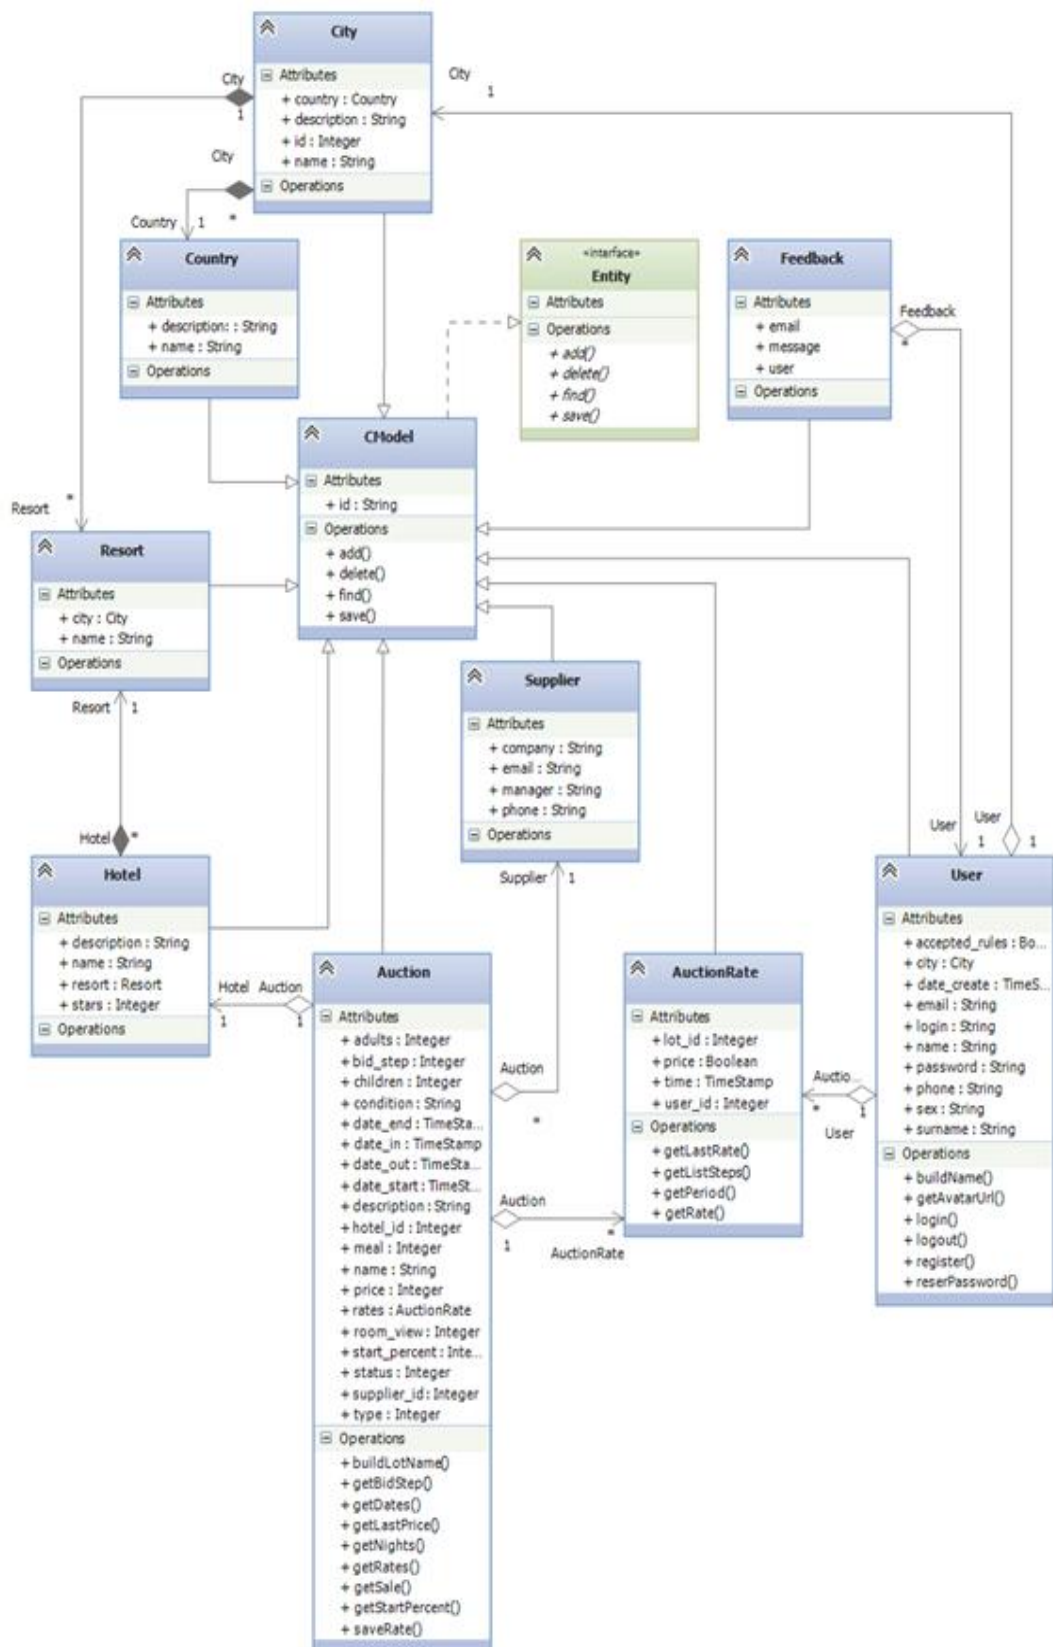 City
Attributes
+ country : Country
+ description : String
+ id : Integer
+ name : String
Operations
City
1
City
*
Country 1
City
1
Country
Attributes
+ description: : String
+ name : String
Operations
«interface»
Entity
Attributes
Operations
+ add()
+ delete()
+ find()
+ save()
Feedback
Attributes
+ email
+ message
+ user
Operations
Feedback
*
CModel
Attributes
+ id : String
Operations
+ add()
+ delete()
+ find()
+ save()
*
Resort
Resort
Attributes
+ city : City
+ name : String
Operations
Resort 1
Supplier
Attributes
+ company : String
+ email : String
+ manager : String
+ phone : String
Operations
Supplier 1
Hotel *
Hotel
Attributes
+ description : String
+ name : String
+ resort : Resort
+ stars : Integer
Operations
Hotel Auction
1 1
User
1
User
1
User
Attributes
+ accepted_rules : Bo...
+ city : City
+ date_create : TimeS...
+ email : String
+ login : String
+ name : String
+ password : String
+ phone : String
+ sex : String
+ surname : String
Operations
+ buildName()
+ getAvatarUrl()
+ login()
+ logout()
+ register()
+ reserPassword()
Auction
Attributes
+ adults : Integer
+ bid_step : Integer
+ children : Integer
+ condition : String
+ date_end : TimeSta...
+ date_in : TimeStamp
+ date_out : TimeSta...
+ date_start : TimeSt...
+ description : String
+ hotel_id : Integer
+ meal : Integer
+ name : String
+ price : Integer
+ rates : AuctionRate
+ room_view : Integer
+ start_percent : Inte...
+ status : Integer
+ supplier_id : Integer
+ type : Integer
Operations
+ buildLotName()
+ getBidStep()
+ getDates()
+ getLastPrice()
+ getNights()
+ getRates()
+ getSale()
+ getStartPercent()
+ saveRate()
Auction
*
Auction
1
*
AuctionRate
AuctionRate
Attributes
+ lot_id : Integer
+ price : Boolean
+ time : TimeStamp
+ user_id : Integer
Operations
+ getLastRate()
+ getListSteps()
+ getPeriod()
+ getRate()
Auctio...
* 1
User